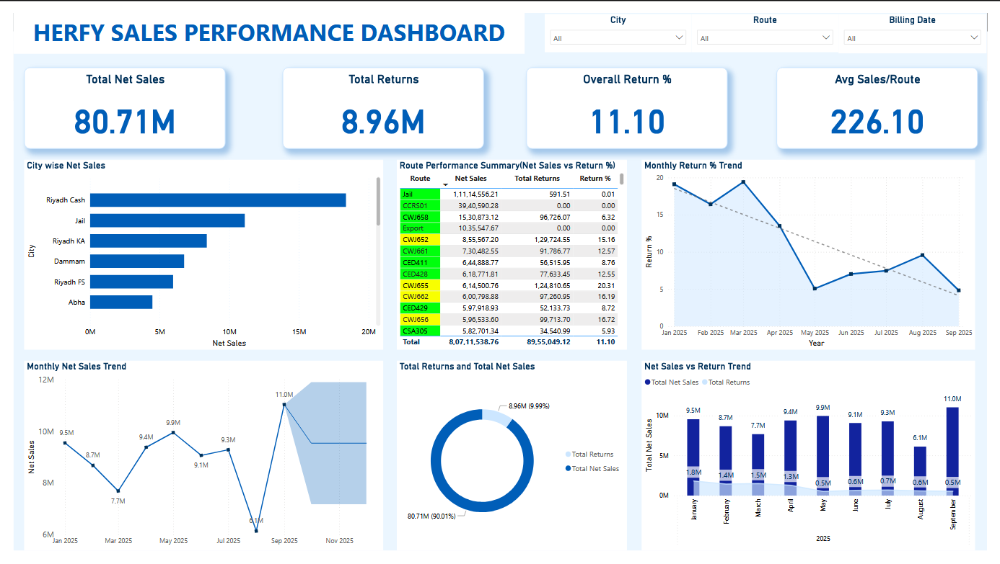 HERFY SALES PERFORMANCE DASHBOARD
City
Route
Billing Date
All
All
All
Total Net Sales
80.71M
Total Returns
8.96M
Overall Return %
11.10
Avg Sales/Route
226.10
City wise Net Sales
City
Riyadh Cash
Jail
Riyadh KA
Dammam
Riyadh FS
Abha
0M 5M 10M 15M 20M
Net Sales
Route Performance Summary(Net Sales vs Return %)
Route Net Sales Total Returns Return %
Jail 1,11,14,556.21 591.51 0.01
CCRS01 39,40,590.28 0.00 0.00
CWJ658 15,30,873.12 96,726.07 6.32
Export 10,35,547.67 0.00 0.00
CWJ652 8,55,567.20 1,29,724.55 15.16
CWJ661 7,30,482.55 91,786.77 12.57
CED411 6,44,888.77 56,515.95 8.76
CED428 6,18,771.81 77,633.45 12.55
CWJ655 6,14,500.76 1,24,810.65 20.31
CWJ662 6,00,798.88 97,260.95 16.19
CED429 5,97,918.93 52,133.73 8.72
CWJ656 5,96,533.60 99,713.70 16.72
CSA305 5,82,701.34 34,540.99 5.93
Total 8,07,11,538.76 89,55,049.12 11.10
Monthly Return % Trend
Return %
20
15
10
5
0
Jan 2025 Feb 2025 Mar 2025 Apr 2025 May 2025 Jun 2025 Jul 2025 Aug 2025 Sep 2025
Year
Monthly Net Sales Trend
Net Sales
12M
10M
8M
6M
9.5M
8.7M
7.7M
9.4M
9.9M
9.1M
9.3M
6.1M
11.0M
Jan 2025 Mar 2025 May 2025 Jul 2025 Sep 2025 Nov 2025
Total Returns and Total Net Sales
8.96M (9.99%)
80.71M (90.01%)
Total Returns
Total Net Sales
Net Sales vs Return Trend
Total Net Sales Total Returns
Total Net Sales
10M
5M
0M
9.5M 8.7M 7.7M 9.4M 9.9M 9.1M 9.3M 6.1M 11.0M
1.8M 1.4M 1.5M 1.3M 0.5M 0.6M 0.7M 0.6M 0.5M
January February March April May June July August September
2025